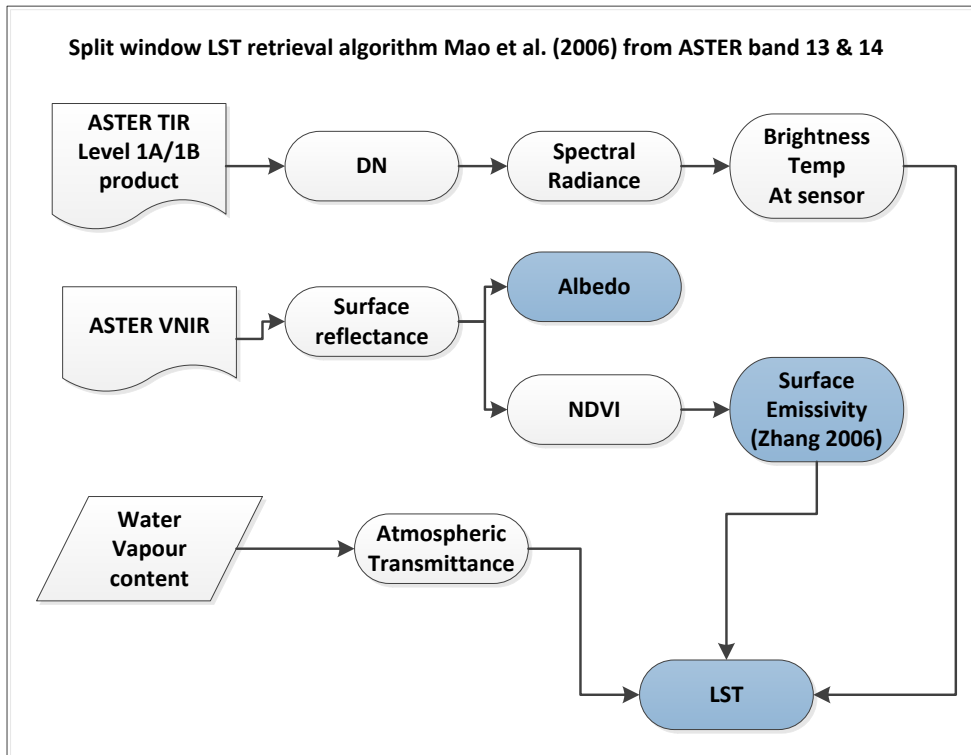 Split window LST retrieval algorithm Mao et al. (2006) from ASTER band 13 & 14
ASTER TIR
Level 1A/1B
product
DN
Spectral
Radiance
Brightness
Temp
At sensor
ASTER VNIR
Surface
reflectance
Albedo
NDVI
Surface
Emissivity
(Zhang 2006)
Water
Vapour
content
Atmospheric
Transmittance
LST